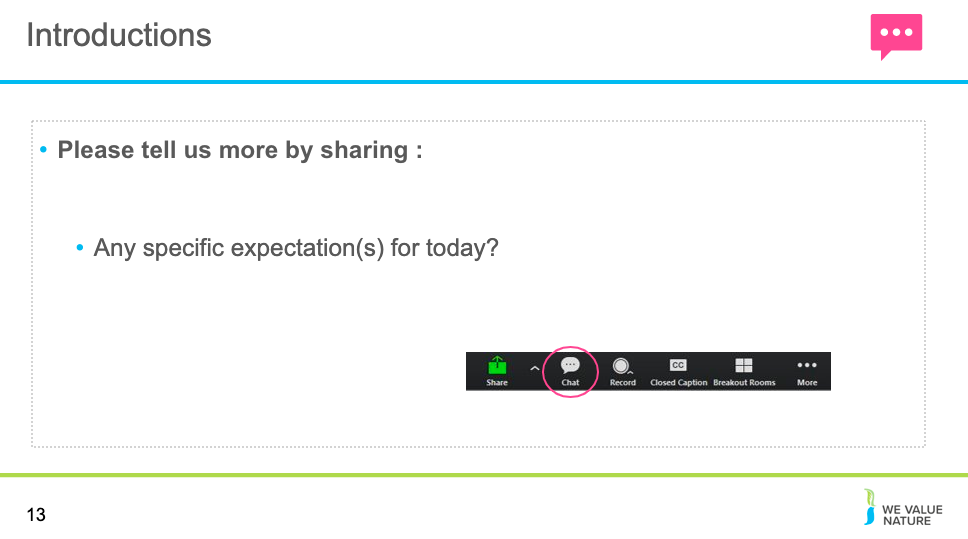 Introductions
• Please tell us more by sharing :
• Any specific expectation(s) for today?
CC
Share Chat Record Closed Caption Breakout Rooms More
13
WE VALUE
NATURE